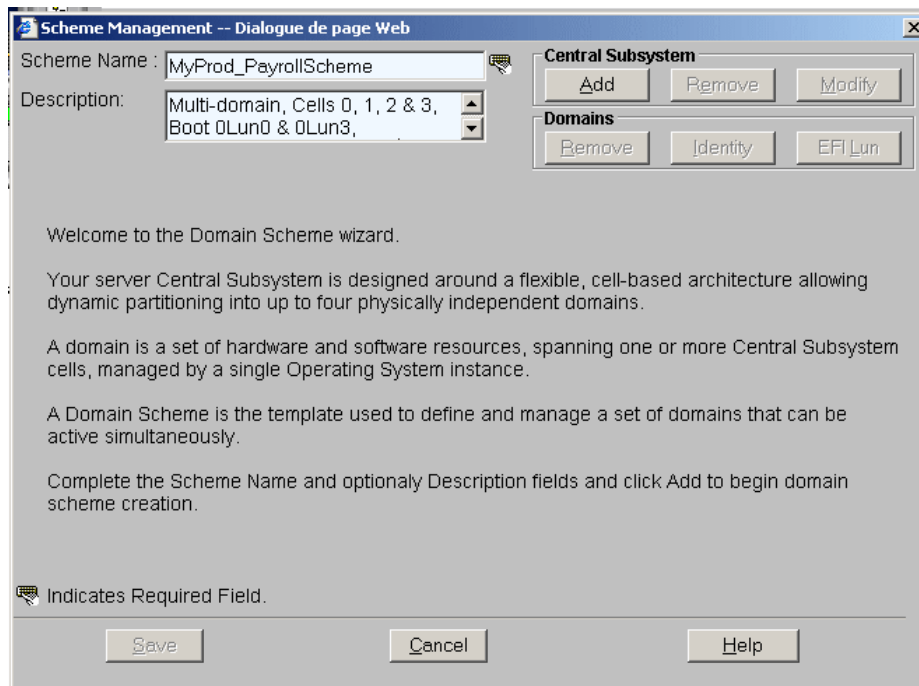 Scheme Management -- Dialogue de page Web
Scheme Name : MyProd_PayrollScheme
Description: Multi-domain, Cells 0, 1, 2 & 3,
Boot 0Lun0 & 0Lun3,
Central Subsystem
Add Remove Modify
Domains
Remove Identity EFI Lun
Welcome to the Domain Scheme wizard.
Your server Central Subsystem is designed around a flexible, cell-based architecture allowing
dynamic partitioning into up to four physically independent domains.
A domain is a set of hardware and software resources, spanning one or more Central Subsystem
cells, managed by a single Operating System instance.
A Domain Scheme is the template used to define and manage a set of domains that can be
active simultaneously.
Complete the Scheme Name and optionaly Description fields and click Add to begin domain
scheme creation.
Indicates Required Field.
Save Cancel Help